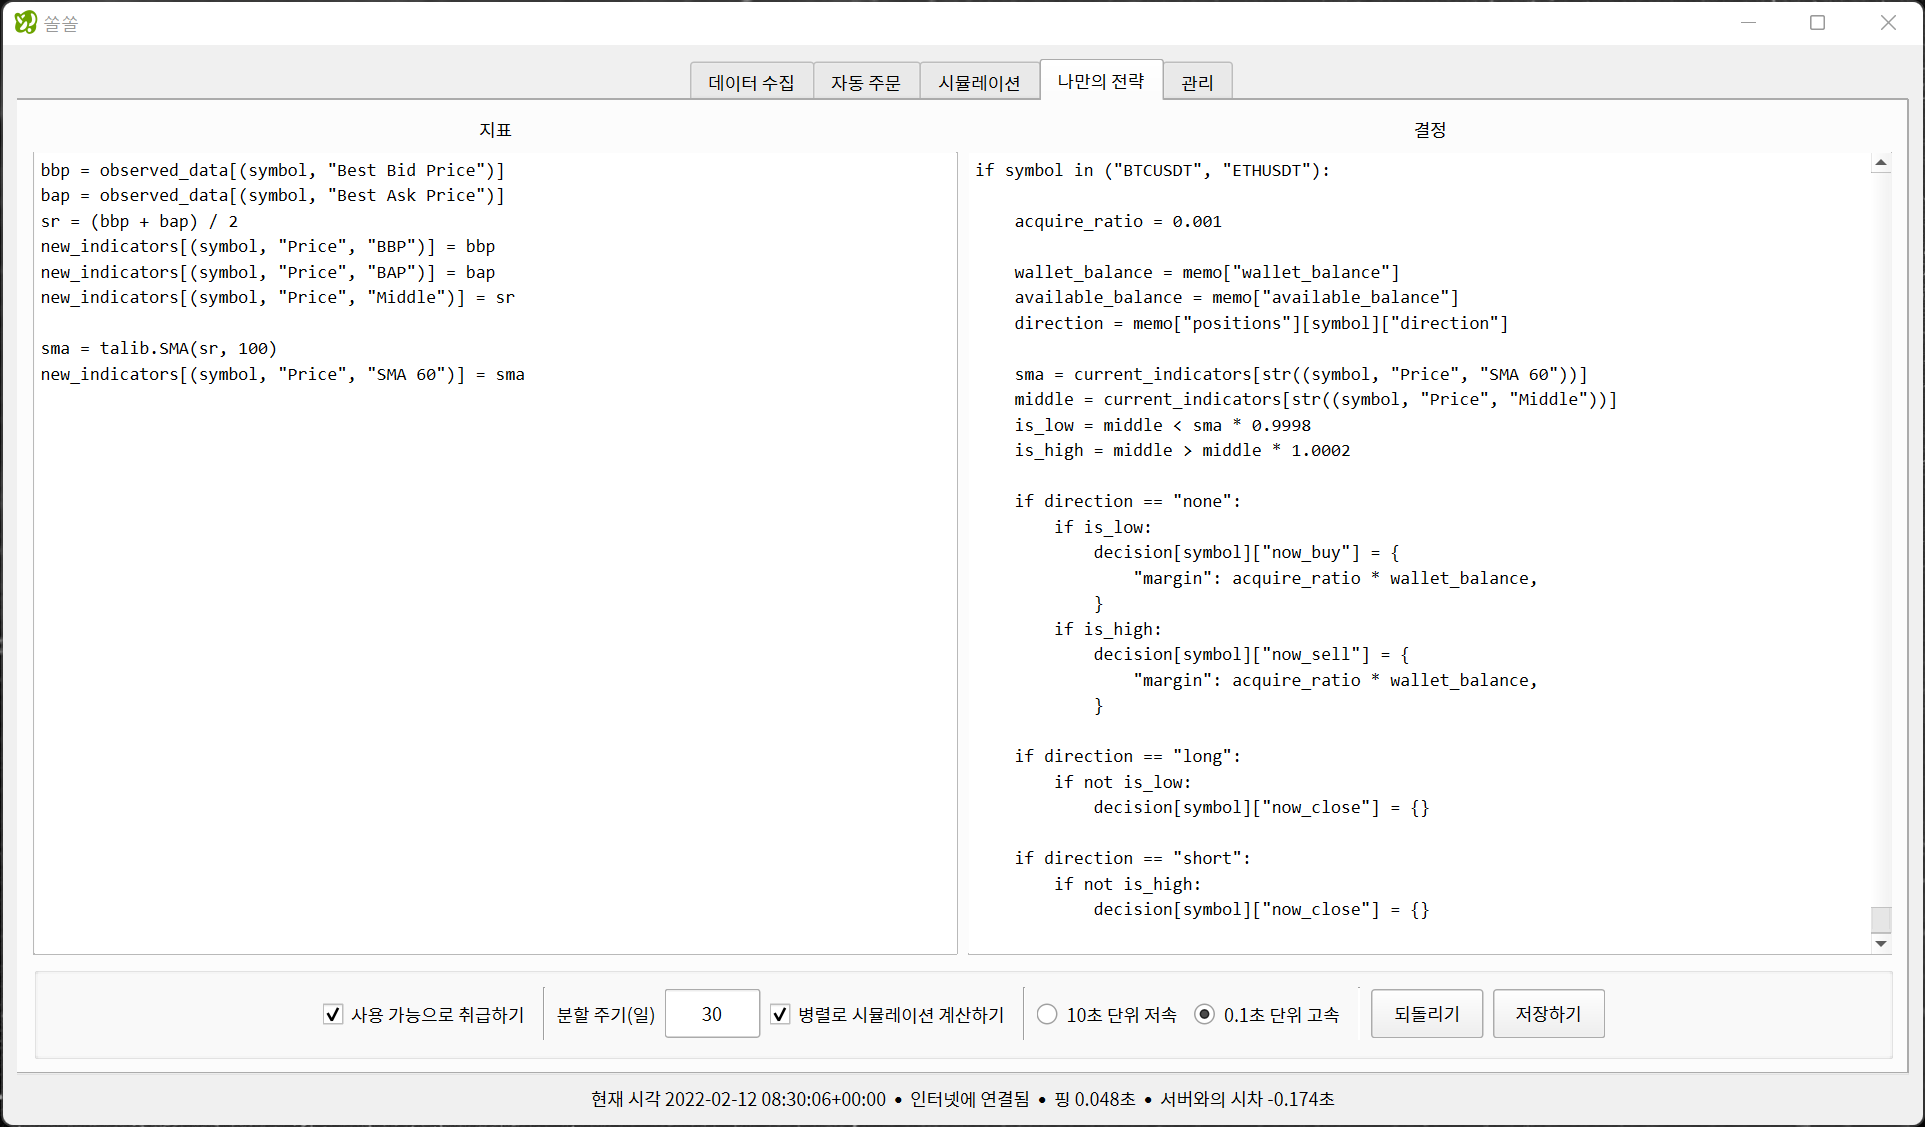 쏠쏠
데이터 수집
자동 주문
시뮬레이션
나만의 전략
관리
지표
bbp = observed_data[(symbol, "Best Bid Price")]
bap = observed_data[(symbol, "Best Ask Price")]
sr = (bbp + bap) / 2
new_indicators[(symbol, "Price", "BBP")] = bbp
new_indicators[(symbol, "Price", "BAP")] = bap
new_indicators[(symbol, "Price", "Middle")] = sr
sma = talib.SMA(sr, 100)
new_indicators[(symbol, "Price", "SMA 60")] = sma
결정
if symbol in ("BTCUSDT", "ETHUSDT"):
    acquire_ratio = 0.001
    wallet_balance = memo["wallet_balance"]
    available_balance = memo["available_balance"]
    direction = memo["positions"][symbol]["direction"]
    sma = current_indicators[str((symbol, "Price", "SMA 60"))]
    middle = current_indicators[str((symbol, "Price", "Middle"))]
    is_low = middle < sma * 0.9998
    is_high = middle > middle * 1.0002
    if direction == "none":
        if is_low:
            decision[symbol]["now_buy"] = {
                "margin": acquire_ratio * wallet_balance,
            }
        if is_high:
            decision[symbol]["now_sell"] = {
                "margin": acquire_ratio * wallet_balance,
            }
    if direction == "long":
        if not is_low:
            decision[symbol]["now_close"] = {}
    if direction == "short":
        if not is_high:
            decision[symbol]["now_close"] = {}
사용 가능으로 취급하기
분할 주기(일)
30
병렬로 시뮬레이션 계산하기
10초 단위 저속
0.1초 단위 고속
되돌리기
저장하기
현재 시각 2022-02-12 08:30:06+00:00 • 인터넷에 연결됨 • 핑 0.048초 • 서버와의 시차 -0.174초